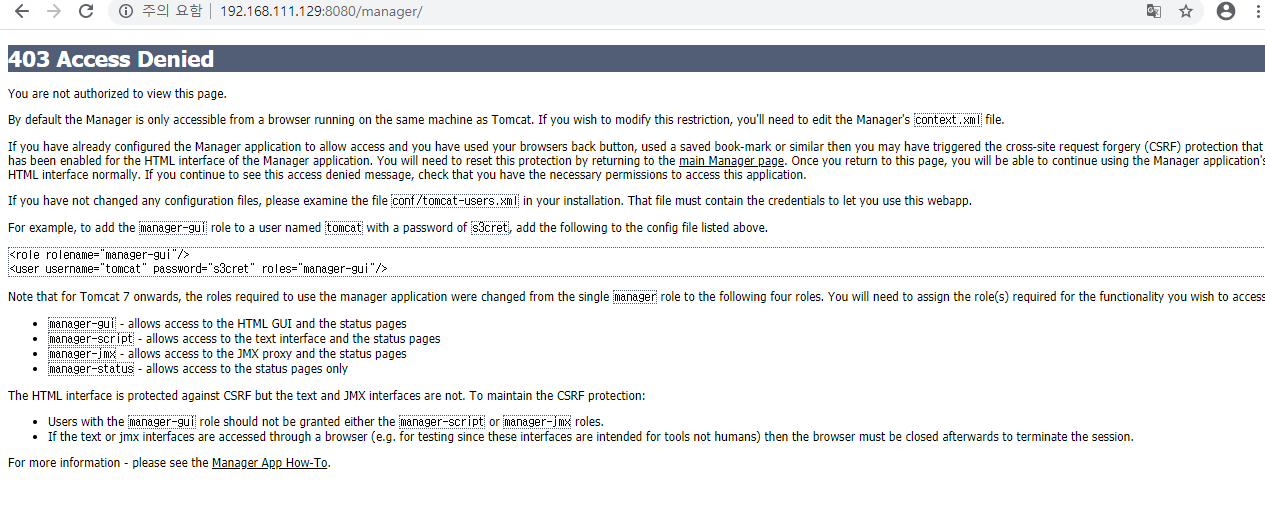 주의 요함 | 192.168.111.129:8080/manager/
403 Access Denied
You are not authorized to view this page.
By default the Manager is only accessible from a browser running on the same machine as Tomcat. If you wish to modify this restriction, you'll need to edit the Manager's context.xml file.
If you have already configured the Manager application to allow access and you have used your browsers back button, used a saved book-mark or similar then you may have triggered the cross-site request forgery (CSRF) protection that
has been enabled for the HTML interface of the Manager application. You will need to reset this protection by returning to the main Manager page. Once you return to this page, you will be able to continue using the Manager application's
HTML interface normally. If you continue to see this access denied message, check that you have the necessary permissions to access this application.
If you have not changed any configuration files, please examine the file conf/tomcat-users.xml in your installation. That file must contain the credentials to let you use this webapp.
For example, to add the manager-gui role to a user named tomcat with a password of s3cret, add the following to the config file listed above.
<role rolename="manager-gui"/>
<user username="tomcat" password="s3cret" roles="manager-gui"/>
Note that for Tomcat 7 onwards, the roles required to use the manager application were changed from the single manager role to the following four roles. You will need to assign the role(s) required for the functionality you wish to access
• manager-gui - allows access to the HTML GUI and the status pages
• manager-script - allows access to the text interface and the status pages
• manager-jmx - allows access to the JMX proxy and the status pages
• manager-status - allows access to the status pages only
The HTML interface is protected against CSRF but the text and JMX interfaces are not. To maintain the CSRF protection:
• Users with the manager-gui role should not be granted either the manager-script or manager-jmx roles.
• If the text or jmx interfaces are accessed through a browser (e.g. for testing since these interfaces are intended for tools not humans) then the browser must be closed afterwards to terminate the session.
For more information - please see the Manager App How-To.